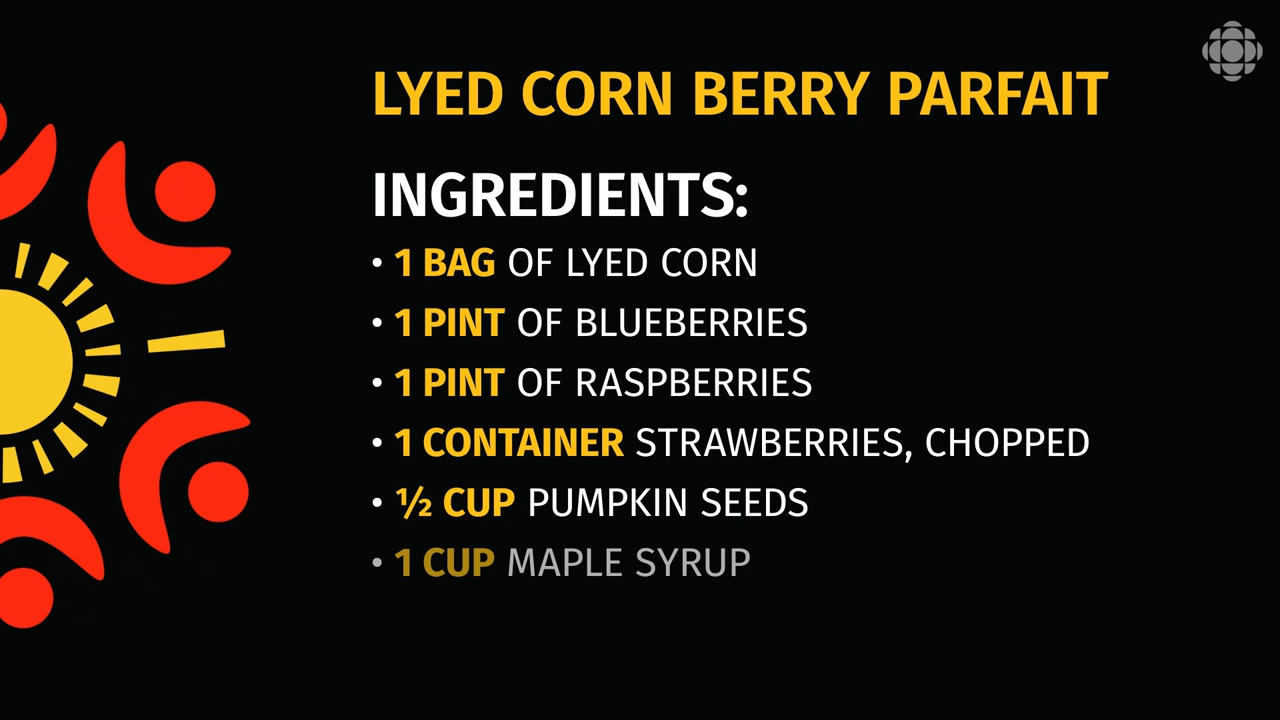 LYED CORN BERRY PARFAIT
INGREDIENTS:
• 1 BAG OF LYED CORN
• 1 PINT OF BLUEBERRIES
• 1 PINT OF RASPBERRIES
• 1 CONTAINER STRAWBERRIES, CHOPPED
• ½ CUP PUMPKIN SEEDS
• 1 CUP MAPLE SYRUP